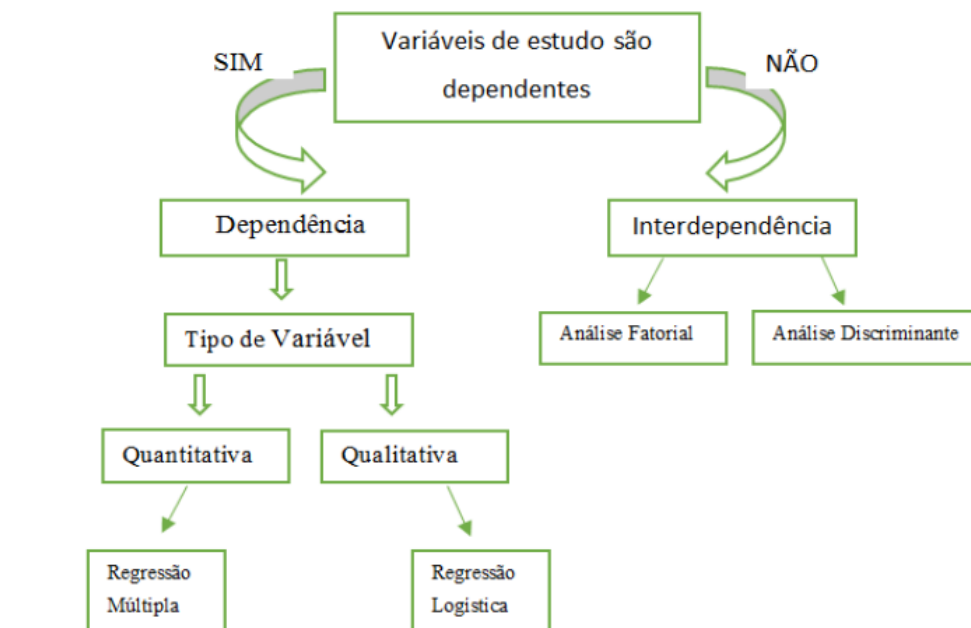 Variáveis de estudo são
dependentes
SIM
NÃO
Dependência
Interdependência
Tipo de Variável
Análise Fatorial
Análise Discriminante
Quantitativa
Qualitativa
Regressão
Múltipla
Regressão
Logistica